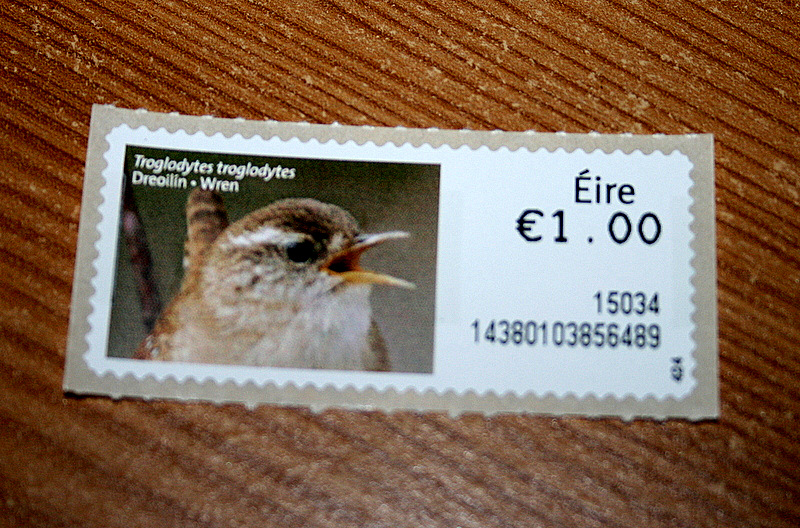 Troglodytes troglodytes
Dreoilín • Wren
Éire
€1.00
15034
14380103856489